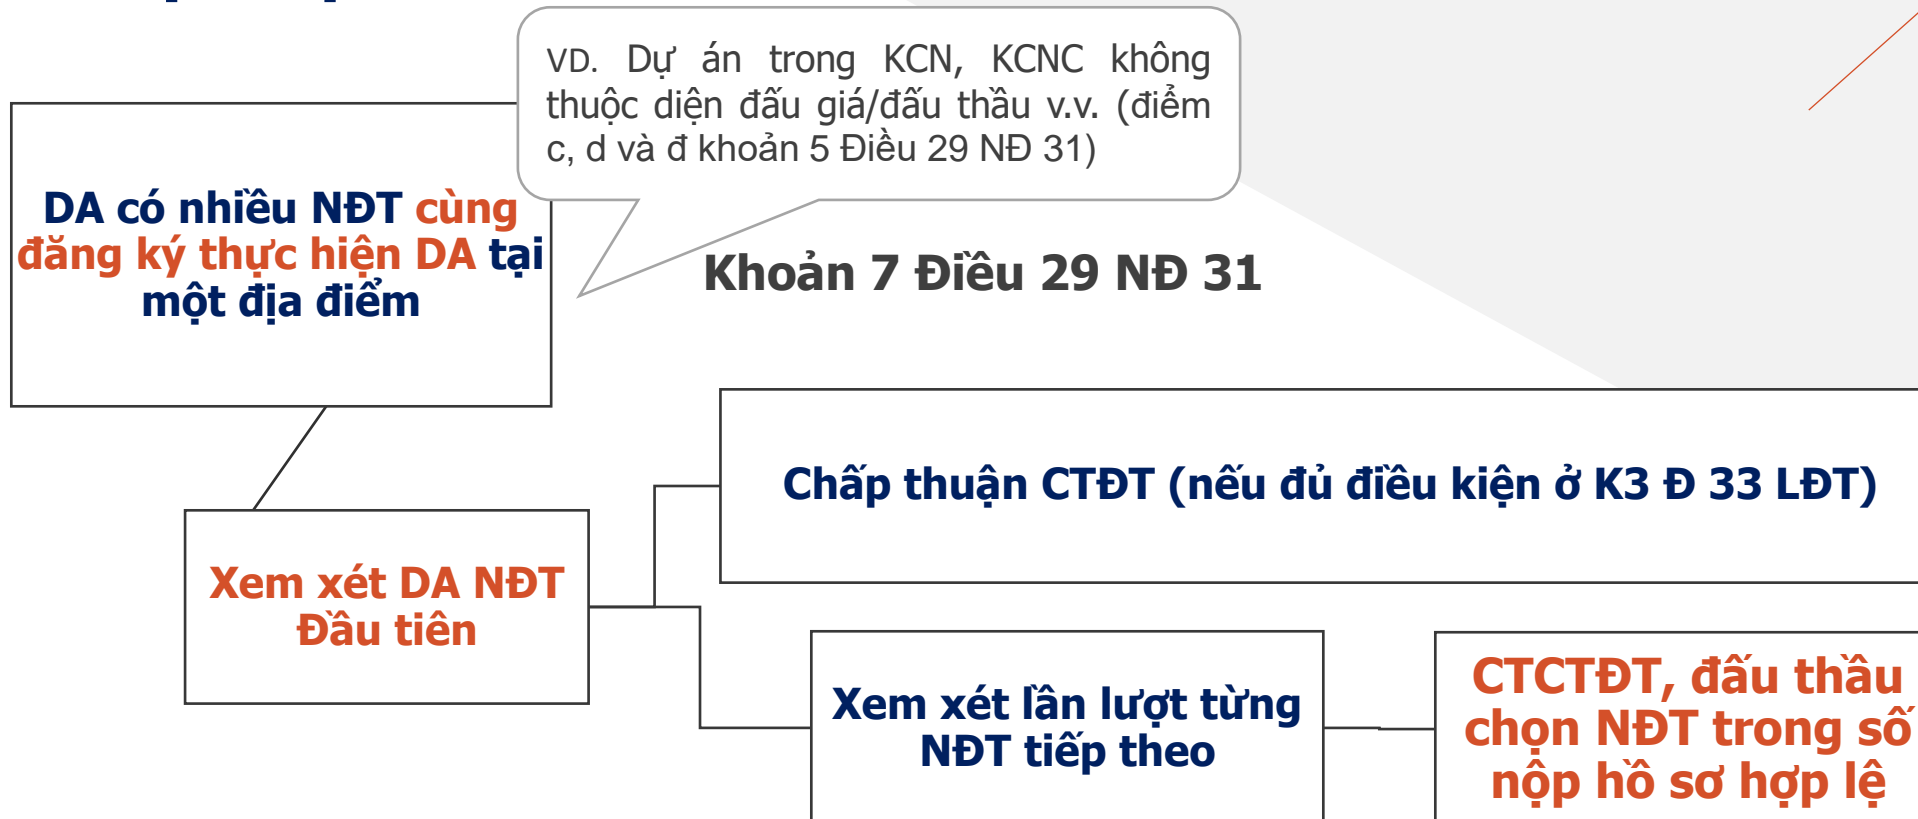 VD. Dự án trong KCN, KCNC không
thuộc diện đấu giá/đấu thầu v.v. (điểm
c, d và đ khoản 5 Điều 29 NĐ 31)
DA có nhiều NĐT cùng
đăng ký thực hiện DA tại
một địa điểm
Khoản 7 Điều 29 NĐ 31
Chấp thuận CTĐT (nếu đủ điều kiện ở K3 Đ 33 LĐT)
Xem xét DA NĐT
Đầu tiên
Xem xét lần lượt từng
NĐT tiếp theo
CTCTĐT, đấu thầu
chọn NĐT trong số
nộp hồ sơ hợp lệ